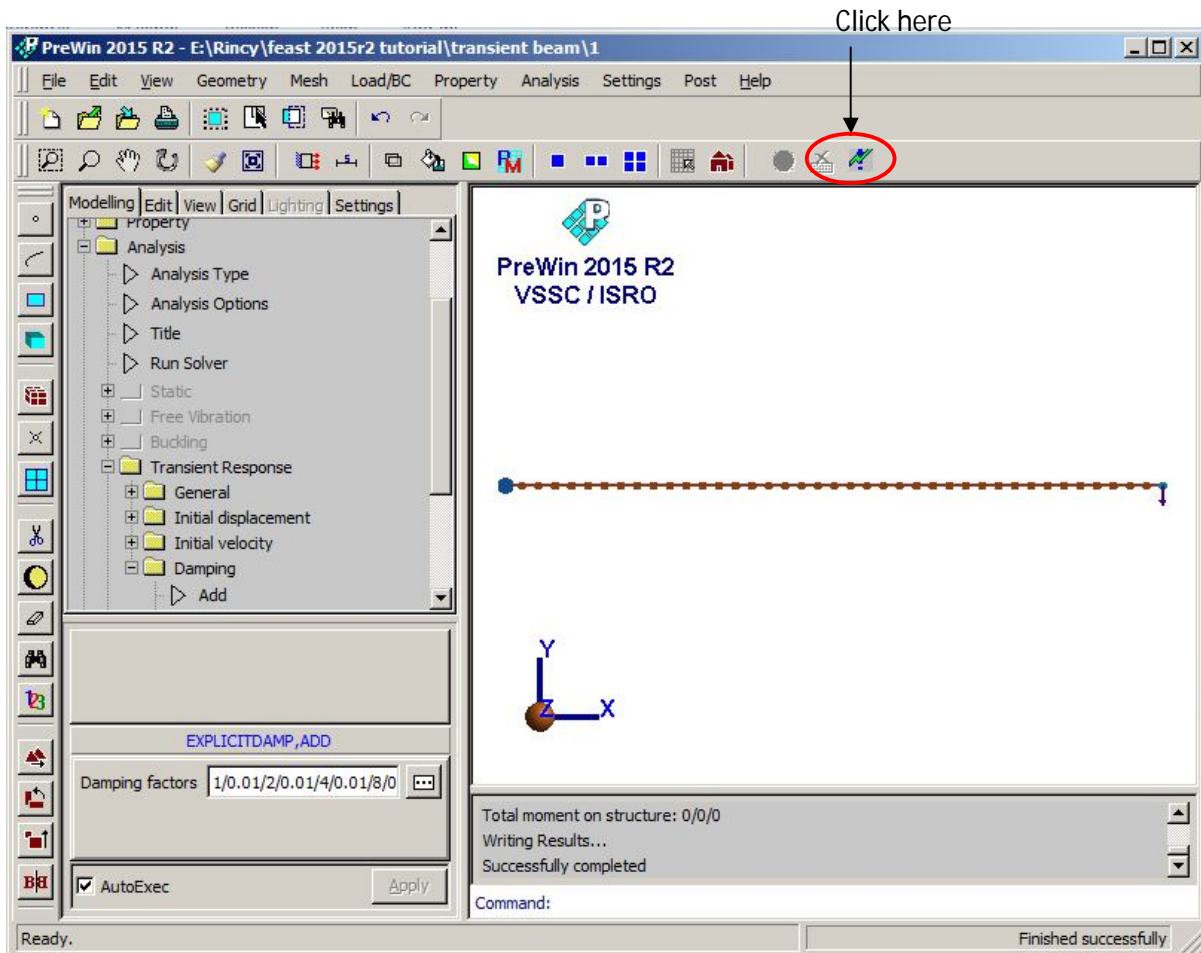 Click here
PreWin 2015 R2 - E:\Rincy\feast 2015r2 tutorial\transient beam\1
File Edit View Geometry Mesh Load/BC Property Analysis Settings Post Help
Modelling Edit View Grid Lighting Settings
Property
Analysis
Analysis Type
Analysis Options
Title
Run Solver
Static
Free Vibration
Buckling
Transient Response
General
Initial displacement
Initial velocity
Damping
Add
EXPLICITDAMP,ADD
Damping factors 1/0.01/2/0.01/4/0.01/8/0
AutoExec Apply
P
PreWin 2015 R2
VSSC / ISRO
Y
Z X
Total moment on structure: 0/0/0
Writing Results...
Successfully completed
Command:
Ready. Finished successfully